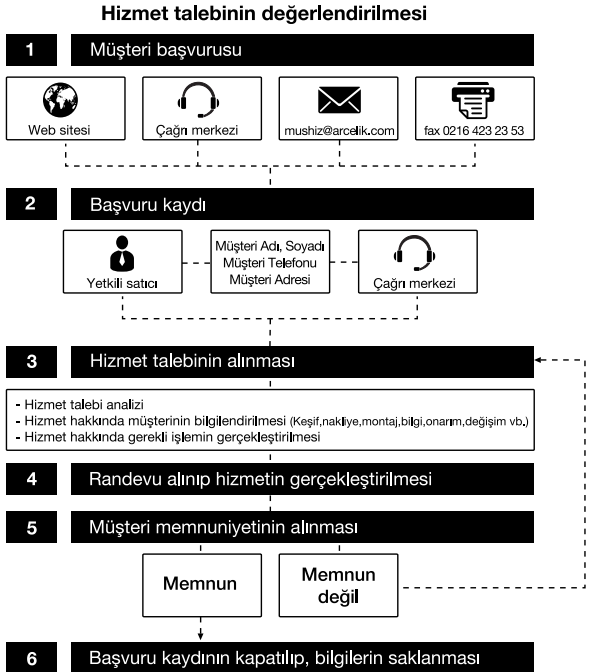 Hizmet talebinin değerlendirilmesi
1 Müşteri başvurusu
Web sitesi
Çağrı merkezi
mushiz@arcelik.com
fax 0216 423 23 53
2 Başvuru kaydı
Yetkili satıcı
Müşteri Adı, Soyadı
Müşteri Telefonu
Müşteri Adresi
Çağrı merkezi
3 Hizmet talebinin alınması
- Hizmet talebi analizi
- Hizmet hakkında müşterinin bilgilendirilmesi (Keşif,nakliye,montaj,bilgi,onarım,değişim vb.)
- Hizmet hakkında gerekli işlemin gerçekleştirilmesi
4 Randevu alınıp hizmetin gerçekleştirilmesi
5 Müşteri memnuniyetinin alınması
Memnun
Memnun
değil
6 Başvuru kaydının kapatılıp, bilgilerin saklanması